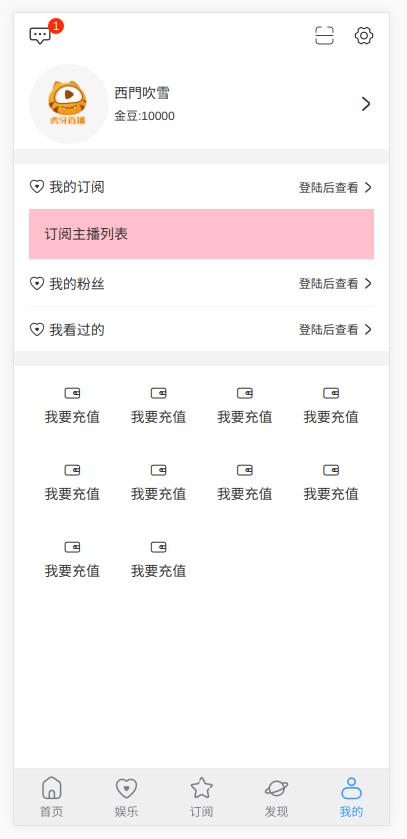 1
虎牙直播
西門吹雪
金豆:10000
我的订阅 登陆后查看
订阅主播列表
我的粉丝 登陆后查看
我看过的 登陆后查看
我要充值 我要充值 我要充值 我要充值
我要充值 我要充值 我要充值 我要充值
我要充值 我要充值
首页 娱乐 订阅 发现 我的